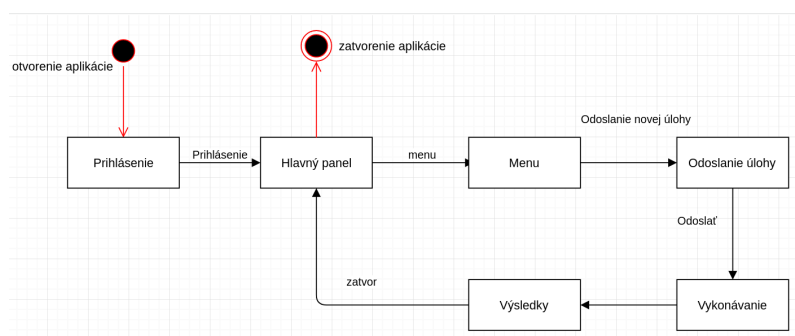 zatvorenie aplikácie
otvorenie aplikácie
Odoslanie novej úlohy
Prihlásenie
Prihlásenie
Hlavný panel
menu
Menu
Odoslanie úlohy
Odoslať
zatvor
Výsledky
Vykonávanie